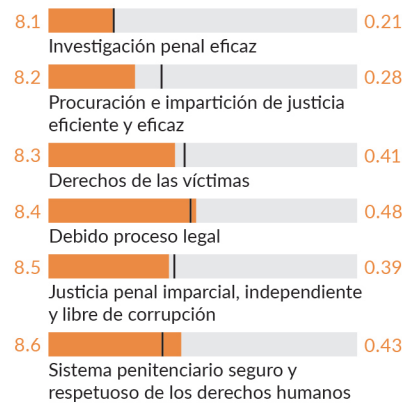 8.1 0.21
Investigación penal eficaz
8.2 0.28
Procuración e impartición de justicia
eficiente y eficaz
8.3 0.41
Derechos de las víctimas
8.4 0.48
Debido proceso legal
8.5 0.39
Justicia penal imparcial, independiente
y libre de corrupción
8.6 0.43
Sistema penitenciario seguro y
respetuoso de los derechos humanos